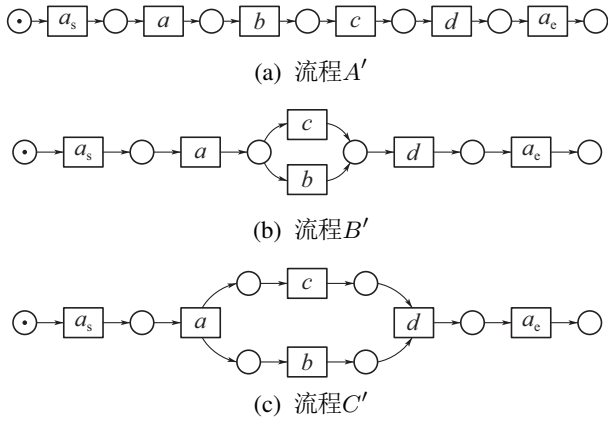 a_s a b c d a_e
(a) 流程A′
c
a_s a d a_e
b
(b) 流程B′
c
a_s a d a_e
b
(c) 流程C′